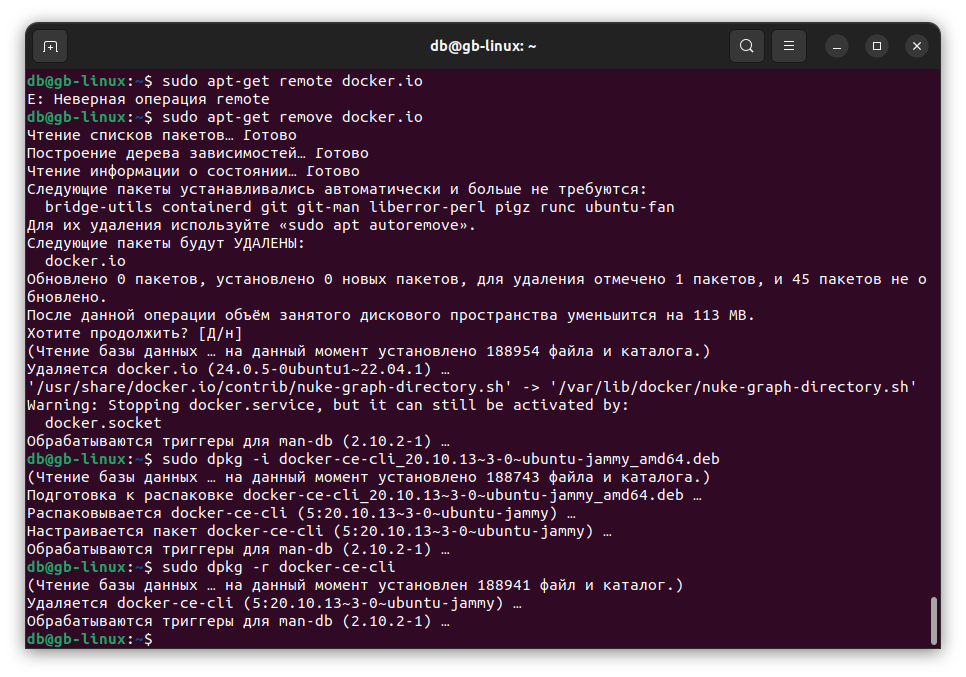 db@gb-linux: ~
db@gb-linux:~$ sudo apt-get remote docker.io
E: Неверная операция remote
db@gb-linux:~$ sudo apt-get remove docker.io
Чтение списков пакетов… Готово
Построение дерева зависимостей… Готово
Чтение информации о состоянии… Готово
Следующие пакеты устанавливались автоматически и больше не требуются:
  bridge-utils containerd git git-man liberror-perl pigz runc ubuntu-fan
Для их удаления используйте «sudo apt autoremove».
Следующие пакеты будут УДАЛЕНЫ:
  docker.io
Обновлено 0 пакетов, установлено 0 новых пакетов, для удаления отмечено 1 пакетов, и 45 пакетов не о
бновлено.
После данной операции объём занятого дискового пространства уменьшится на 113 MB.
Хотите продолжить? [Д/н]
(Чтение базы данных … на данный момент установлено 188954 файла и каталога.)
Удаляется docker.io (24.0.5-0ubuntu1~22.04.1) …
'/usr/share/docker.io/contrib/nuke-graph-directory.sh' -> '/var/lib/docker/nuke-graph-directory.sh'
Warning: Stopping docker.service, but it can still be activated by:
  docker.socket
Обрабатываются триггеры для man-db (2.10.2-1) …
db@gb-linux:~$ sudo dpkg -i docker-ce-cli_20.10.13~3-0~ubuntu-jammy_amd64.deb
(Чтение базы данных … на данный момент установлено 188743 файла и каталога.)
Подготовка к распаковке docker-ce-cli_20.10.13~3-0~ubuntu-jammy_amd64.deb …
Распаковывается docker-ce-cli (5:20.10.13~3-0~ubuntu-jammy) …
Настраивается пакет docker-ce-cli (5:20.10.13~3-0~ubuntu-jammy) …
Обрабатываются триггеры для man-db (2.10.2-1) …
db@gb-linux:~$ sudo dpkg -r docker-ce-cli
(Чтение базы данных … на данный момент установлен 188941 файл и каталог.)
Удаляется docker-ce-cli (5:20.10.13~3-0~ubuntu-jammy) …
Обрабатываются триггеры для man-db (2.10.2-1) …
db@gb-linux:~$